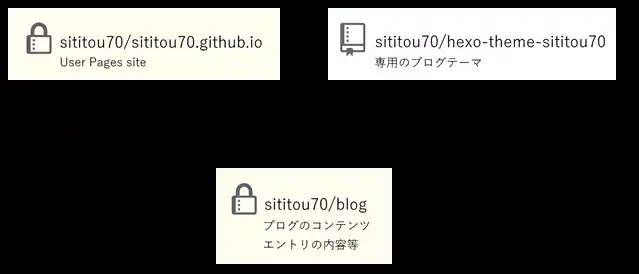 sititou70/sititou70.github.io
User Pages site
sititou70/hexo-theme-sititou70
専用のブログテーマ
sititou70/blog
ブログのコンテンツ
エントリの内容等